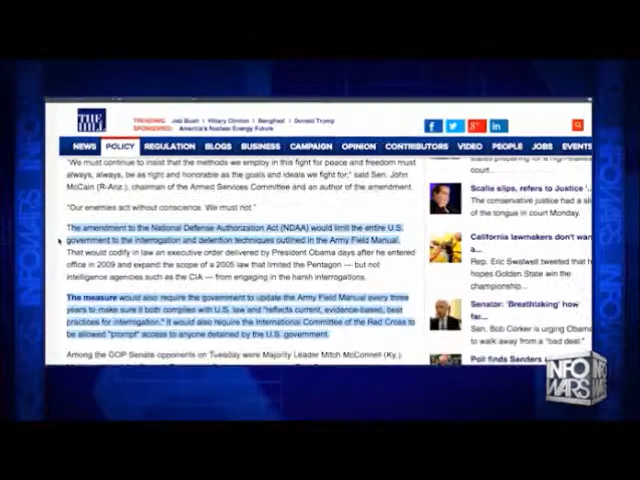 THE HILL
TRENDING: Jeb Bush | Hillary Clinton | Benghazi | Donald Trump
SPONSORED: America's Nuclear Energy Future
NEWS POLICY REGULATION BLOGS BUSINESS CAMPAIGN OPINION CONTRIBUTORS VIDEO PEOPLE JOBS EVENTS
"We must continue to insist that the methods we employ in this fight for peace and freedom must
always, always, be as right and honorable as the goals and ideals we fight for," said Sen. John
McCain (R-Ariz.), chairman of the Armed Services Committee and an author of the amendment.
"Our enemies act without conscience. We must not."
The amendment to the National Defense Authorization Act (NDAA) would limit the entire U.S.
government to the interrogation and detention techniques outlined in the Army Field Manual.
That would codify in law an executive order delivered by President Obama days after he entered
office in 2009 and expand the scope of a 2005 law that limited the Pentagon — but not
intelligence agencies such as the CIA — from engaging in the harsh interrogations.
The measure would also require the government to update the Army Field Manual every three
years to make sure it both complies with U.S. law and "reflects current, evidence-based, best
practices for interrogation." It would also require the International Committee of the Red Cross to
be allowed "prompt" access to anyone detained by the U.S. government.
Among the GOP Senate opponents on Tuesday were Majority Leader Mitch McConnell (Ky.)
court...
Scalia slips, refers to 'Justice '...
The conservative justice had a s
of the tongue in court Monday.
California lawmakers don't wan
a...
Rep. Eric Swalwell tweeted that h
hopes Golden State win the
championship...
Senator: 'Breathtaking' how
far...
Sen. Bob Corker is urging Obama
to walk away from a "bad deal."
Poll finds Sanders
INFO
WARS